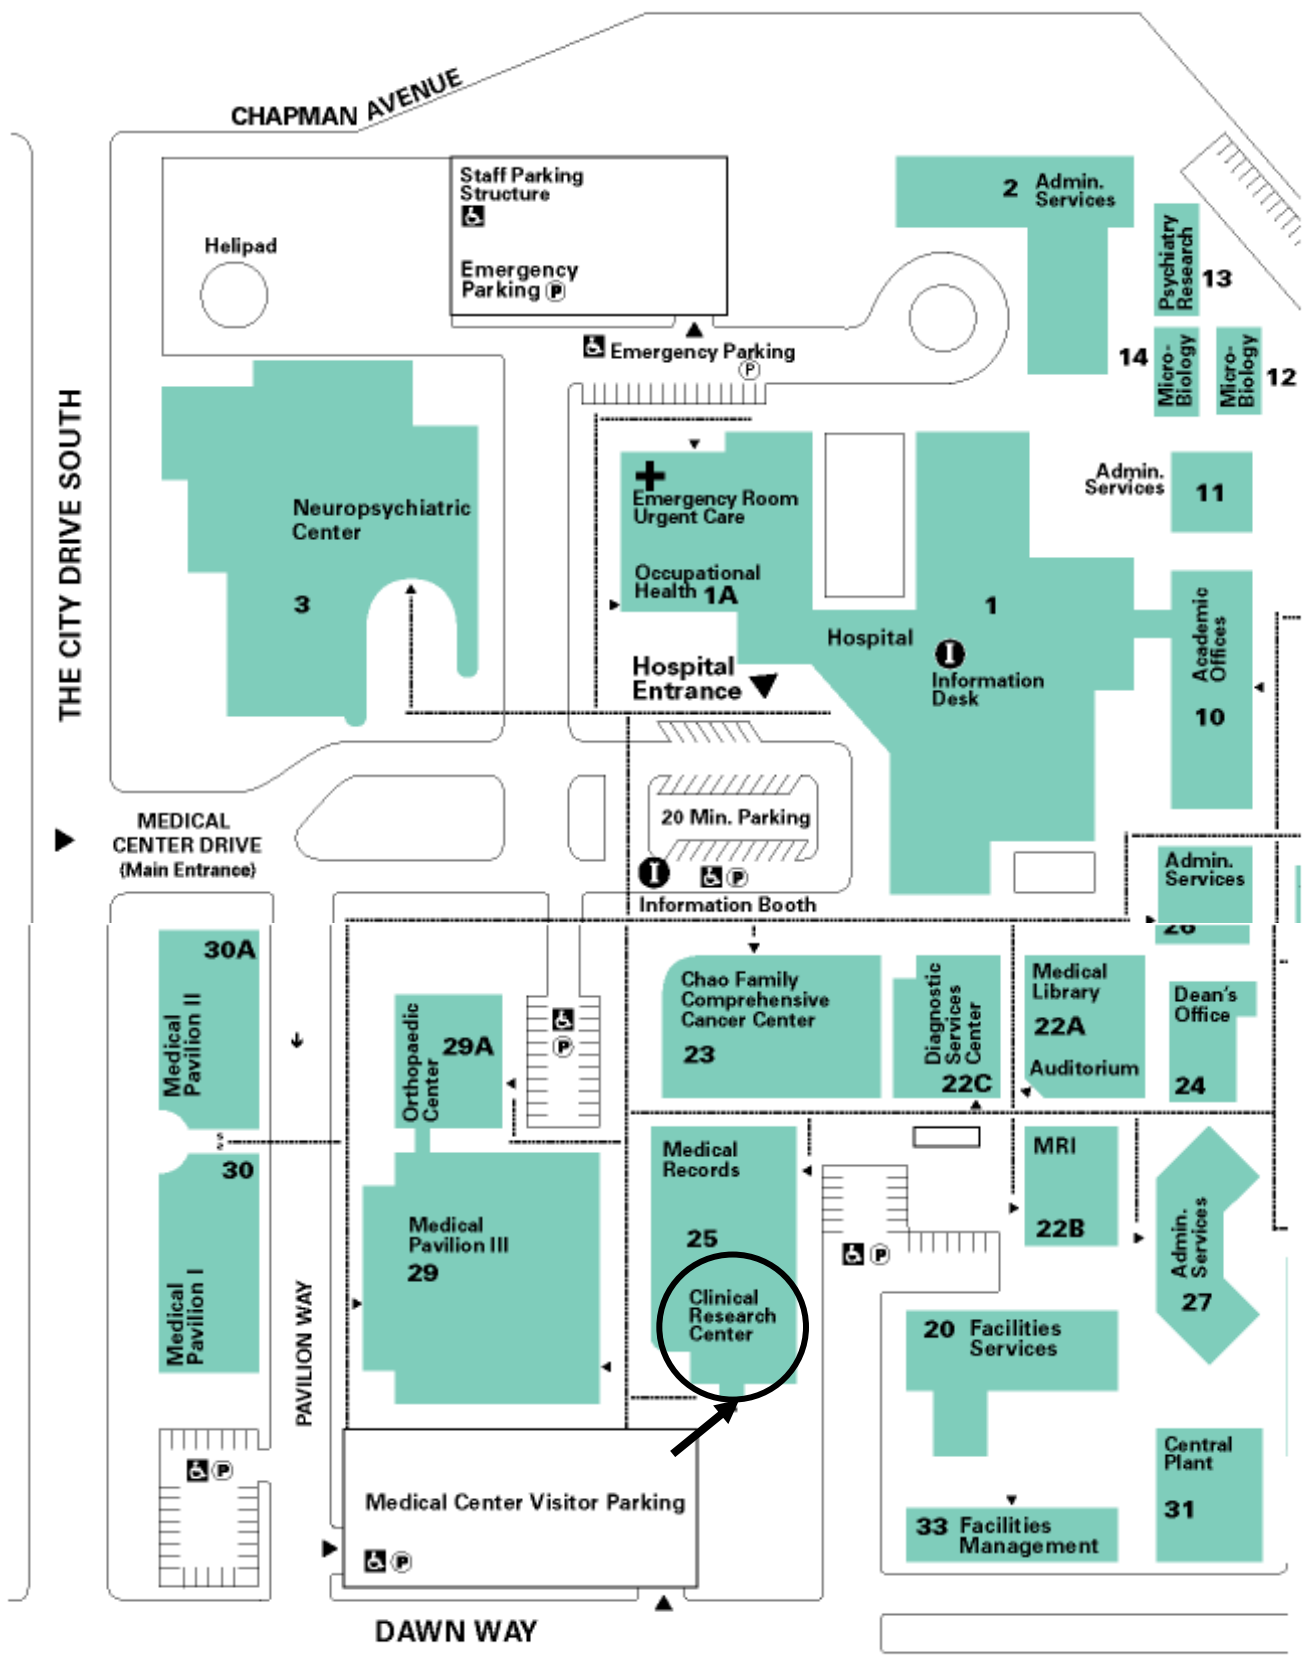 CHAPMAN AVENUE
Staff Parking
Structure
Emergency
Parking P
Helipad
2 Admin.
Services
Psychiatry
Research
13
Emergency Parking
P
14
Micro-
Biology
Micro-
Biology
12
THE CITY DRIVE SOUTH
Neuropsychiatric
Center
3
Emergency Room
Urgent Care
Occupational
Health 1A
Admin.
Services
11
1
Hospital
I
Information
Desk
Hospital
Entrance
Academic
Offices
10
MEDICAL
CENTER DRIVE
(Main Entrance)
20 Min. Parking
I
P
Information Booth
Admin.
Services
26
30A
Medical
Pavilion II
Orthopaedic
Center
29A
P
Chao Family
Comprehensive
Cancer Center
23
Diagnostic
Services
Center
22C
Medical
Library
22A
Auditorium
Dean's
Office
24
30
Medical
Pavilion I
PAVILION WAY
Medical
Pavilion III
29
Medical
Records
25
Clinical
Research
Center
P
MRI
22B
Admin.
Services
27
20 Facilities
Services
P
Medical Center Visitor Parking
P
Central
Plant
31
33 Facilities
Management
DAWN WAY